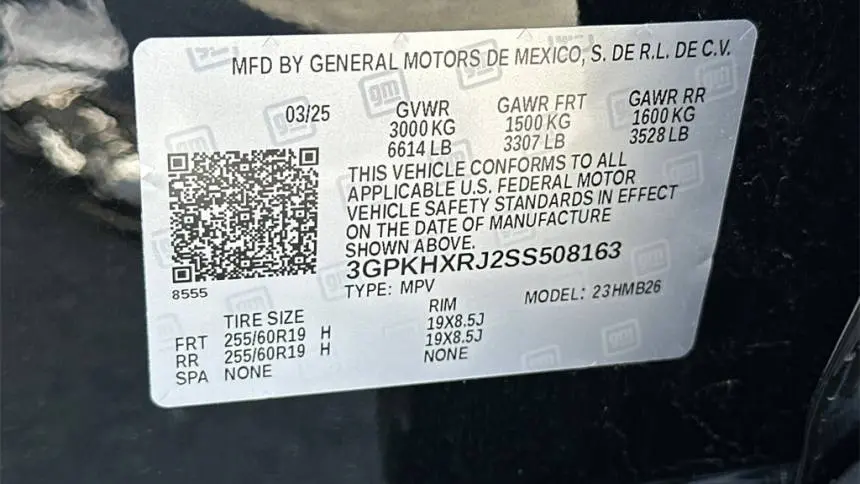 MFD BY GENERAL MOTORS DE MEXICO, S. DE R.L. DE C.V.
03/25 GVWR GAWR FRT GAWR RR
3000 KG 1500 KG 1600 KG
6614 LB 3307 LB 3528 LB
THIS VEHICLE CONFORMS TO ALL
APPLICABLE U.S. FEDERAL MOTOR
VEHICLE SAFETY STANDARDS IN EFFECT
ON THE DATE OF MANUFACTURE
SHOWN ABOVE.
3GPKHXRJ2SS508163
8555 TYPE: MPV MODEL: 23HMB26
TIRE SIZE RIM
FRT 255/60R19 H 19X8.5J
RR 255/60R19 H 19X8.5J
SPA NONE NONE
gm